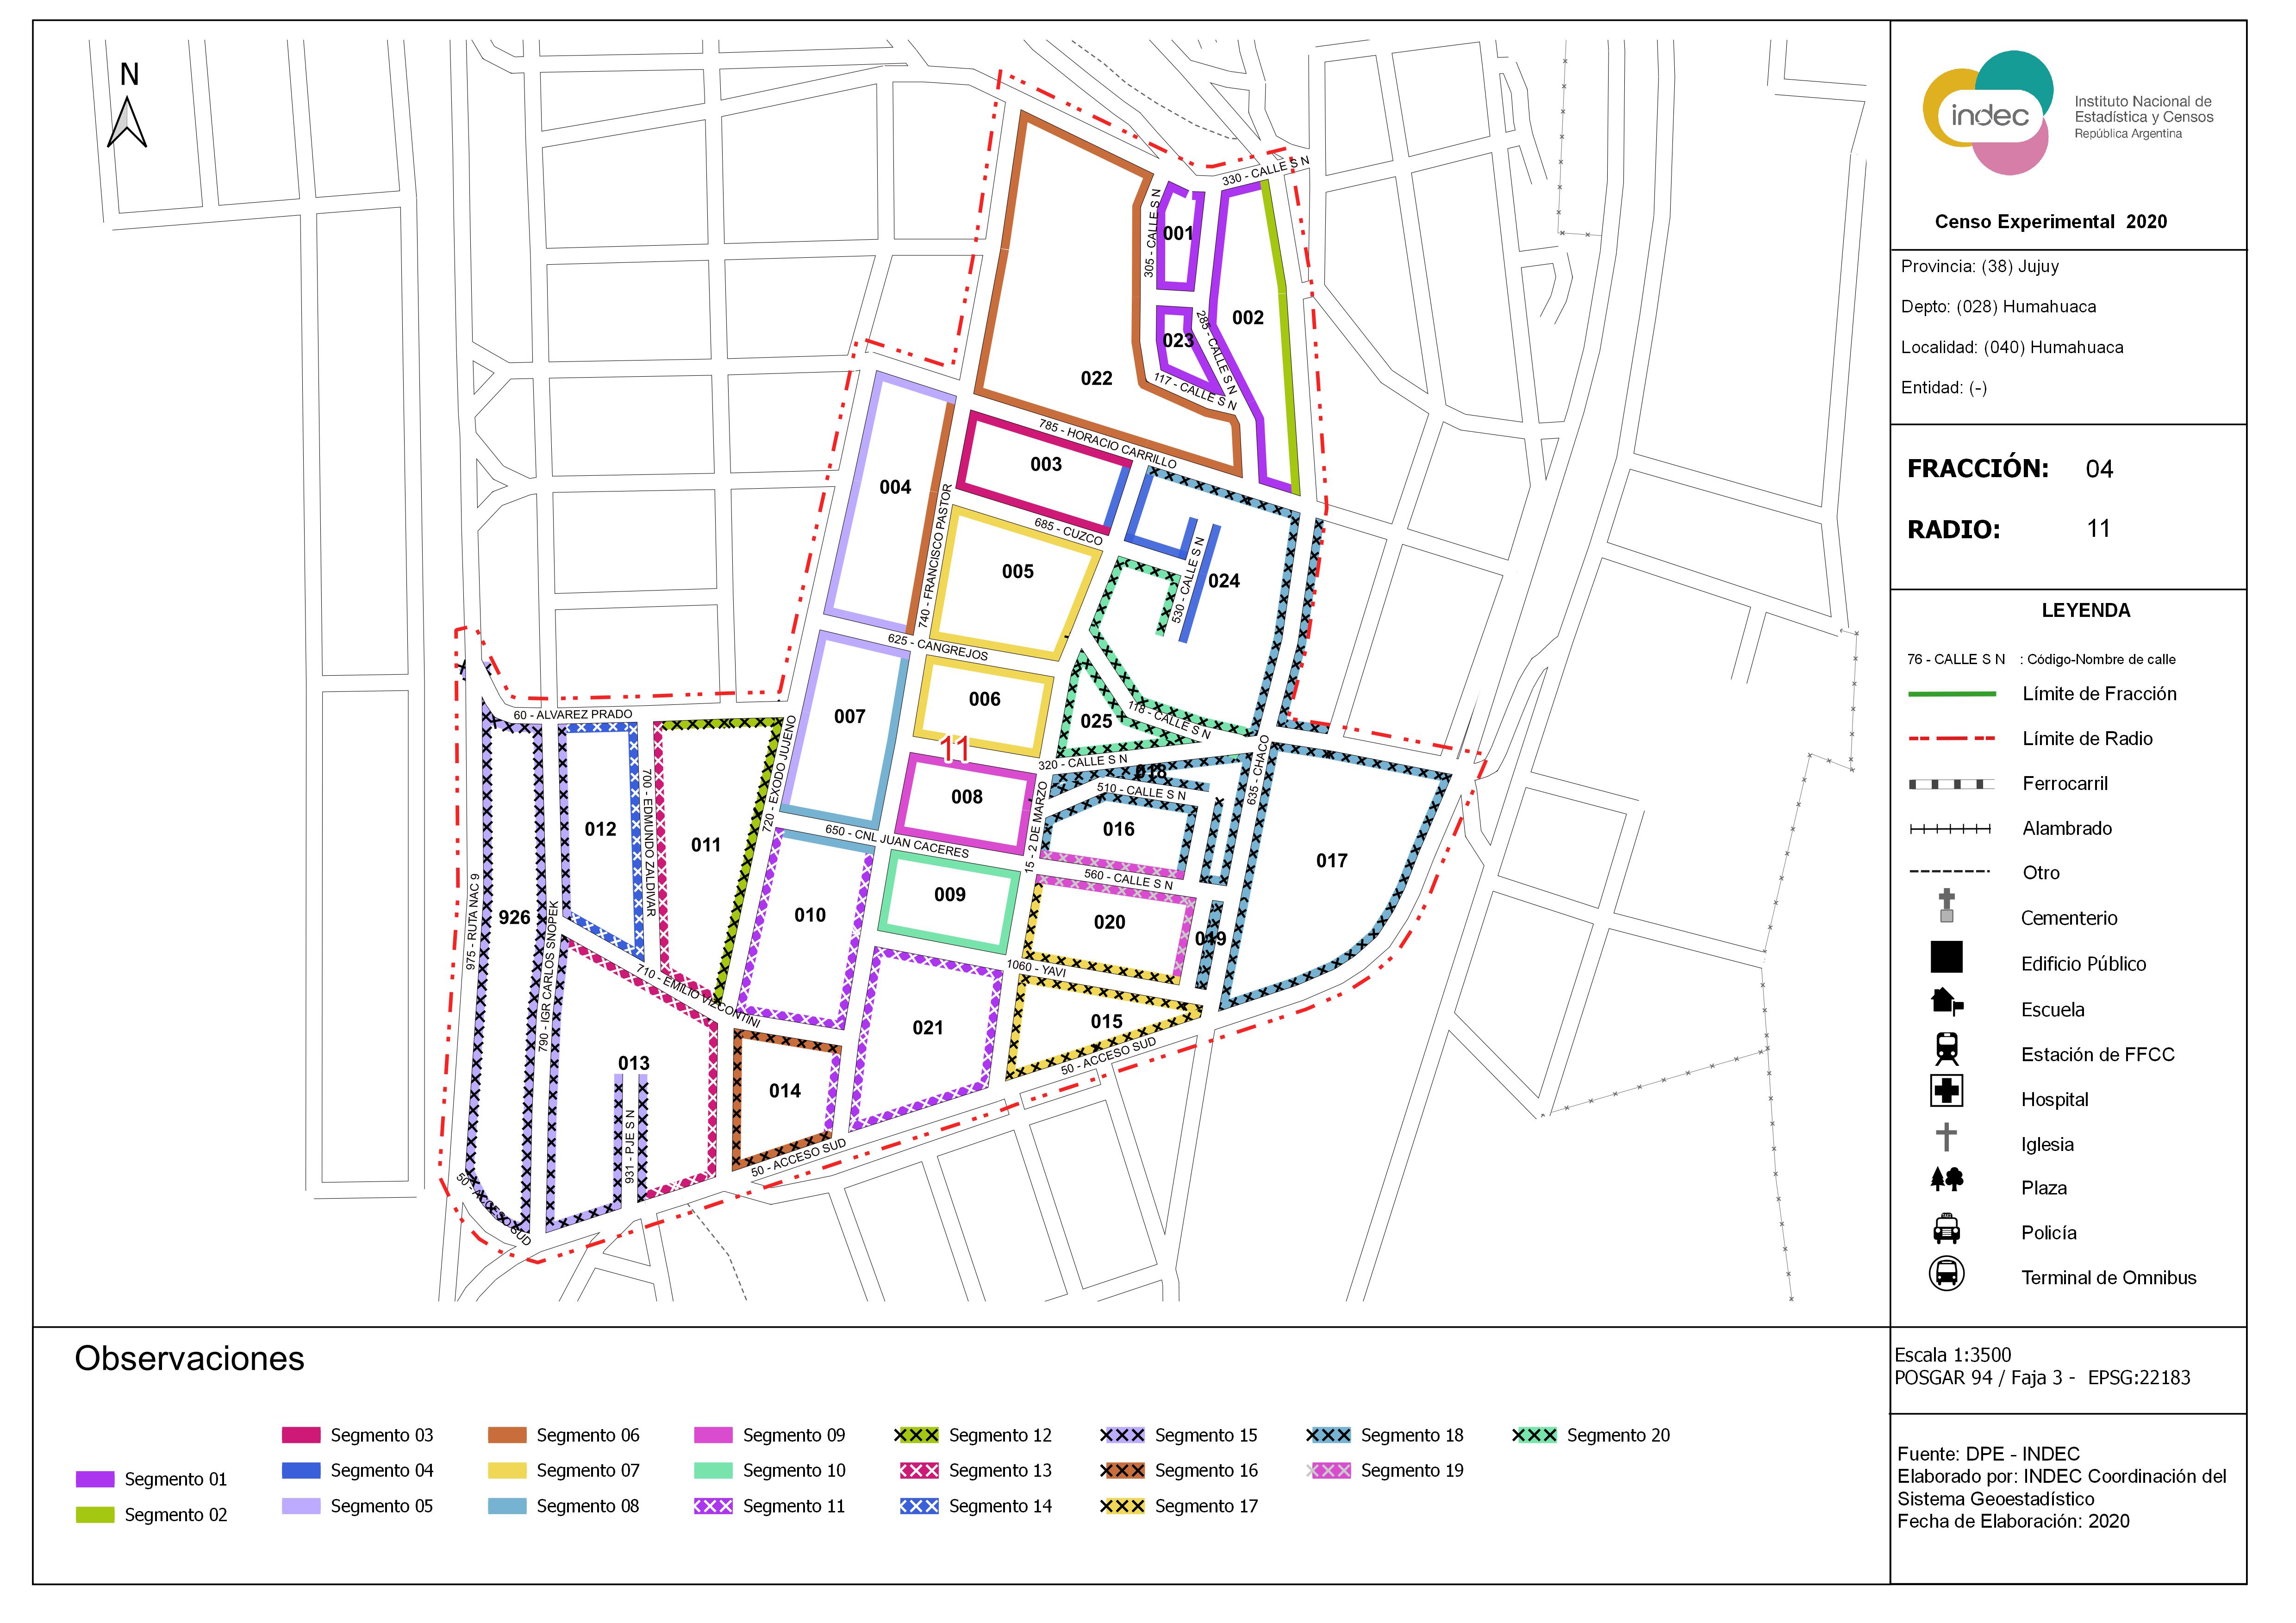 N
indec
Instituto Nacional de
Estadística y Censos
República Argentina
Censo Experimental 2020
Provincia: (38) Jujuy
Depto: (028) Humahuaca
Localidad: (040) Humahuaca
Entidad: (-)
FRACCIÓN: 04
RADIO: 11
LEYENDA
76 - CALLE S N : Código-Nombre de calle
Límite de Fracción
Límite de Radio
Ferrocarril
Alambrado
Otro
Cementerio
Edificio Público
Escuela
Estación de FFCC
Hospital
Iglesia
Plaza
Policía
Terminal de Omnibus
Escala 1:3500
POSGAR 94 / Faja 3 - EPSG:22183
Fuente: DPE - INDEC
Elaborado por: INDEC Coordinación del
Sistema Geoestadístico
Fecha de Elaboración: 2020
330 - CALLE S N
305 - CALLE S N
001
002
285 - CALLE S N
023
117 - CALLE S N
022
785 - HORACIO CARRILLO
003
004
740 - FRANCISCO PASTOR
685 - CUZCO
005
530 - CALLE S N
024
625 - CANGREJOS
006
007
025
118 - CALLE S N
60 - ALVAREZ PRADO
720 - EXODO JUJENO
11
320 - CALLE S N
018
635 - CHACO
510 - CALLE S N
008
15 - 2 DE MARZO
016
012
700 - EDMUNDO ZALDIVAR
011
650 - CNL JUAN CACERES
017
560 - CALLE S N
009
010
020
019
975 - RUTA NAC 9
926
790 - IGR CARLOS SNOPEK
710 - EMILIO VIZCONTINI
1060 - YAVI
021
015
013
014
50 - ACCESO SUD
931 - PJE S N
50 - ACCESO SUD
50 - ACCESO SUD
Observaciones
Segmento 01
Segmento 02
Segmento 03
Segmento 04
Segmento 05
Segmento 06
Segmento 07
Segmento 08
Segmento 09
Segmento 10
Segmento 11
Segmento 12
Segmento 13
Segmento 14
Segmento 15
Segmento 16
Segmento 17
Segmento 18
Segmento 19
Segmento 20